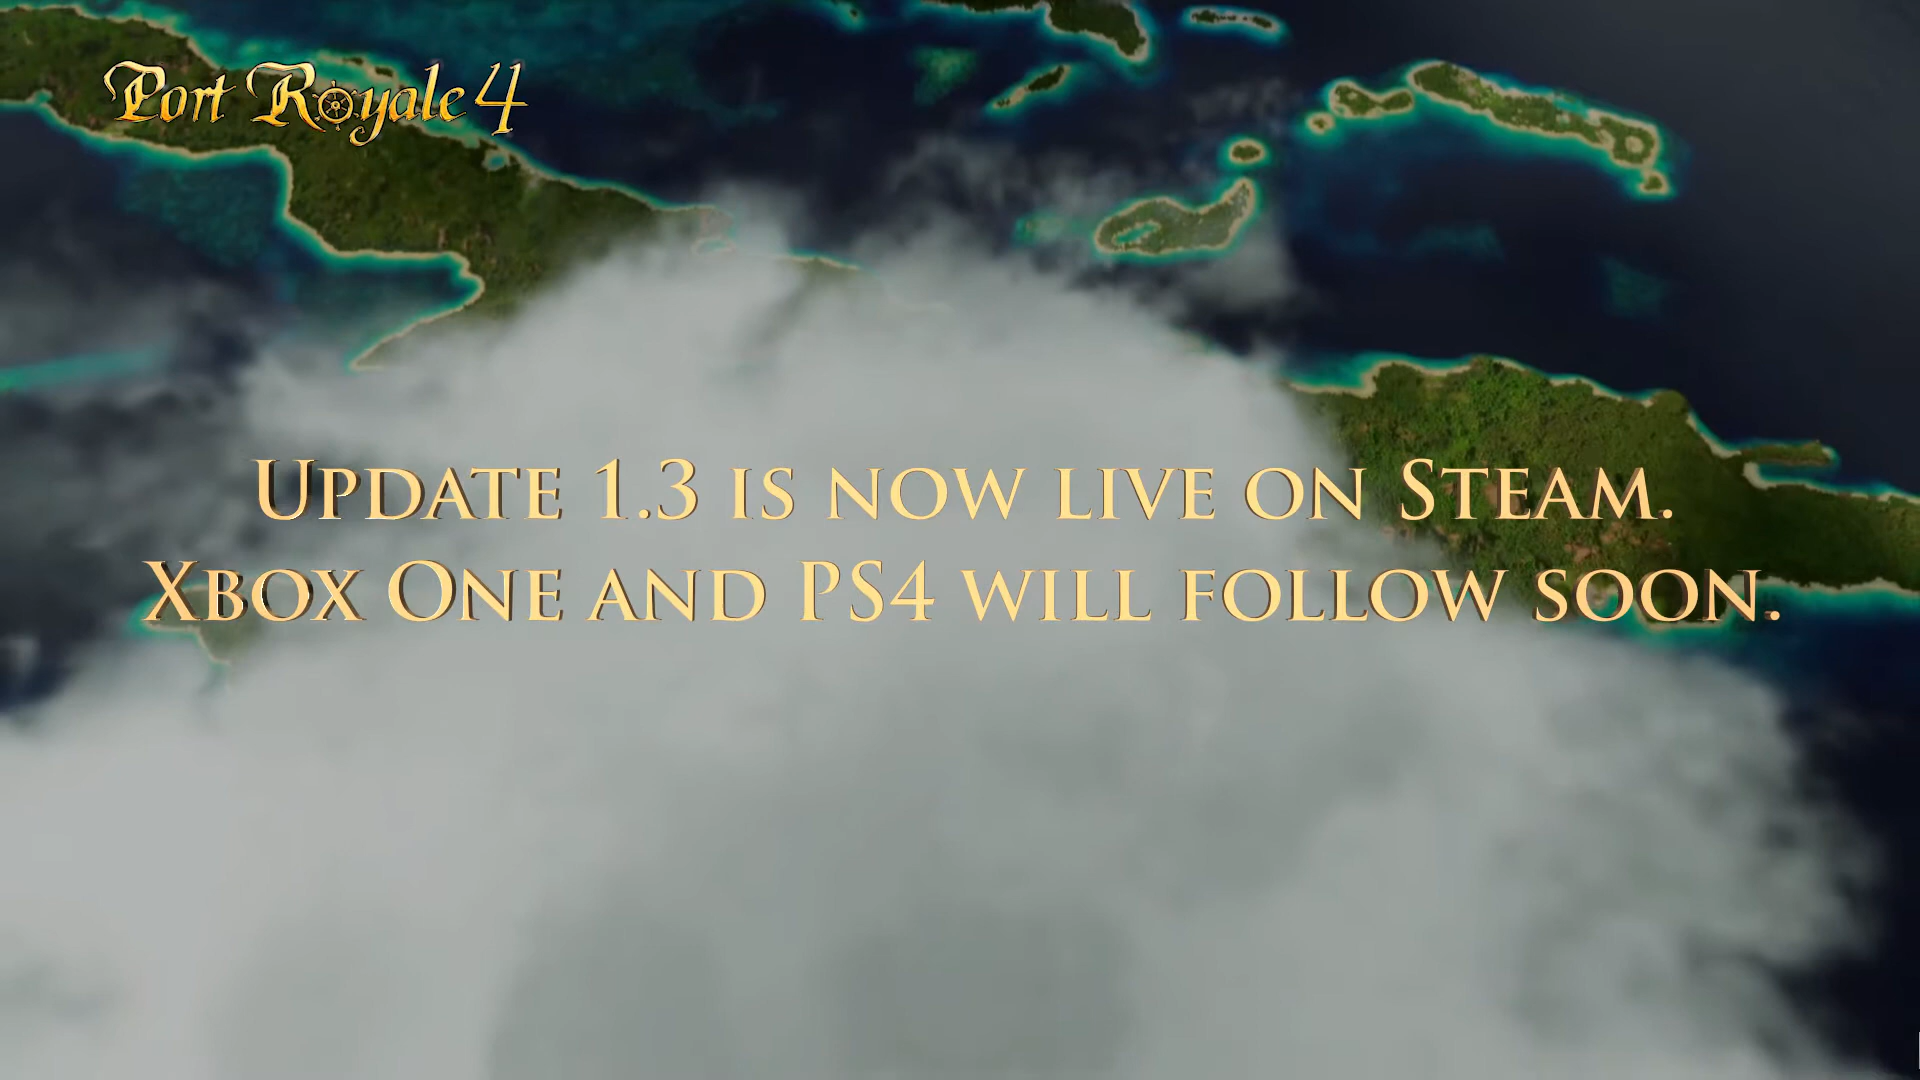 Port Royale 4
Update 1.3 is now live on Steam.
Xbox One and PS4 will follow soon.